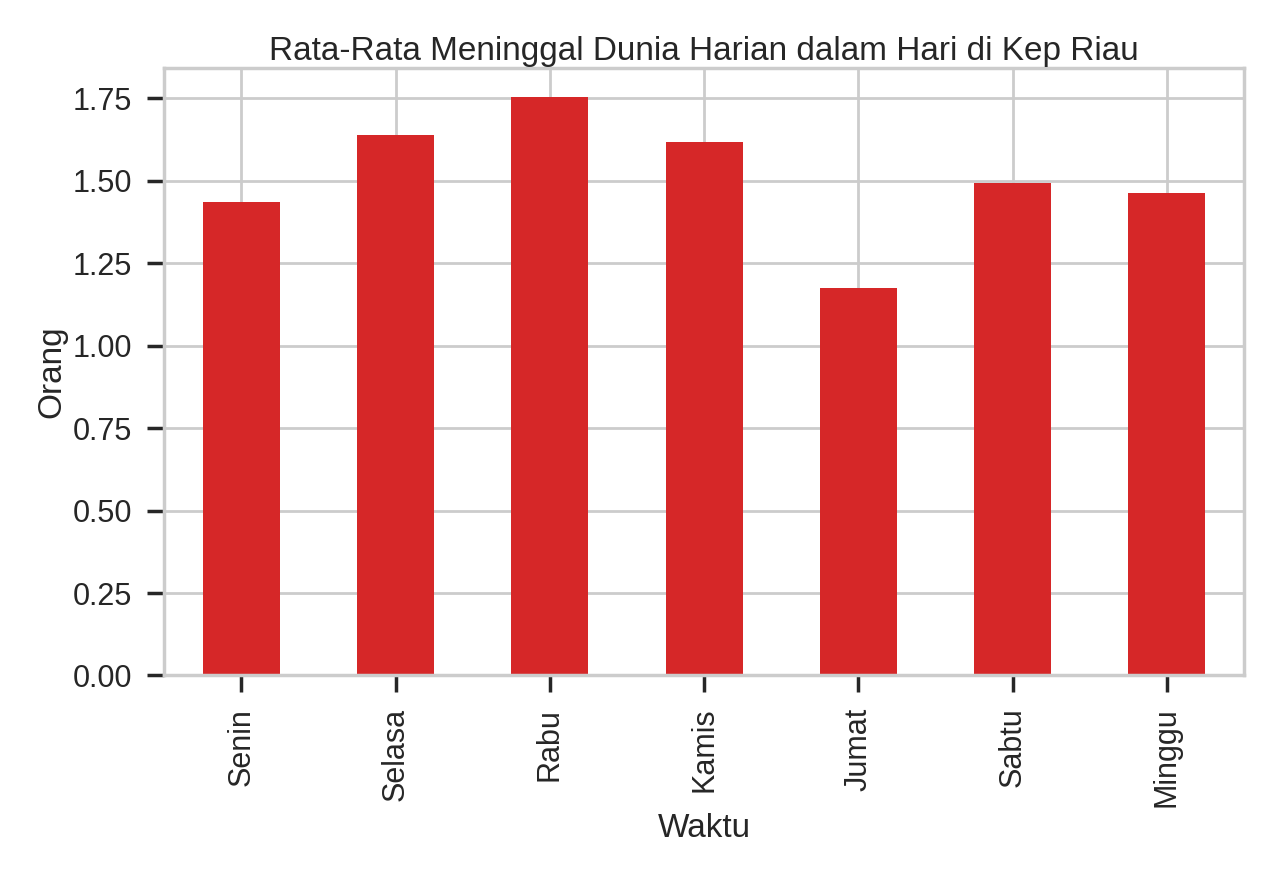 Rata-Rata Meninggal Dunia Harian dalam Hari di Kep Riau
1.75
1.50
1.25
1.00
0.75
0.50
0.25
0.00
Orang
Senin
Selasa
Rabu
Kamis
Jumat
Sabtu
Minggu
Waktu